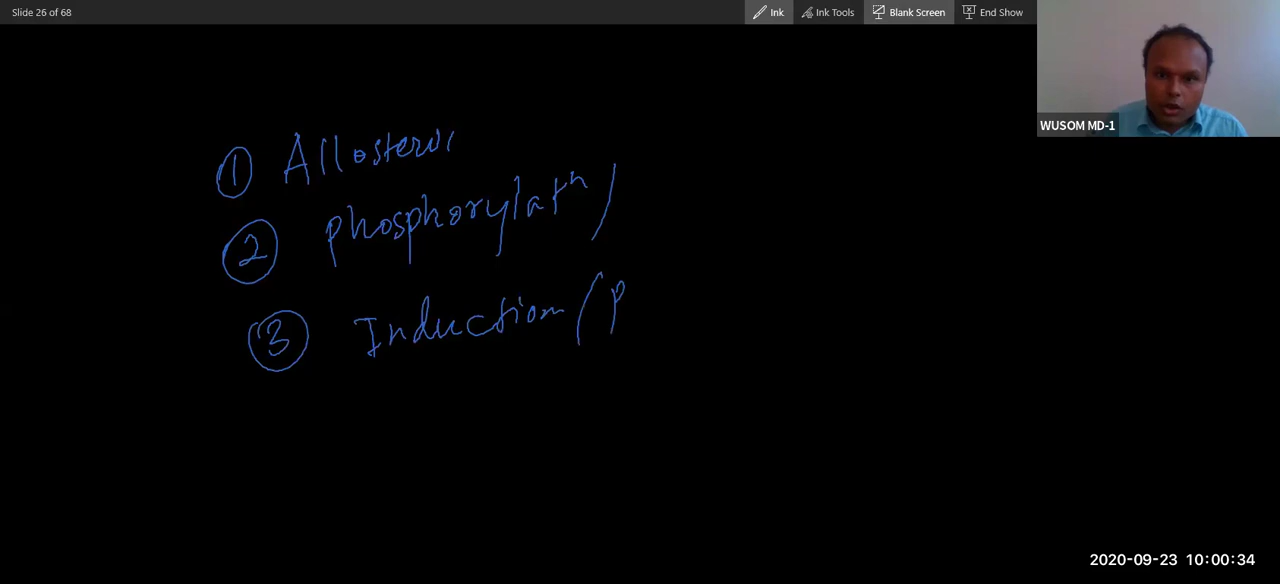 Slide 26 of 68
Ink
Ink Tools
Blank Screen
End Show
WUSOM MD-1
① Allosteric
② phosphorylatⁿ /
③ Induction / P
2020-09-23 10:00:34